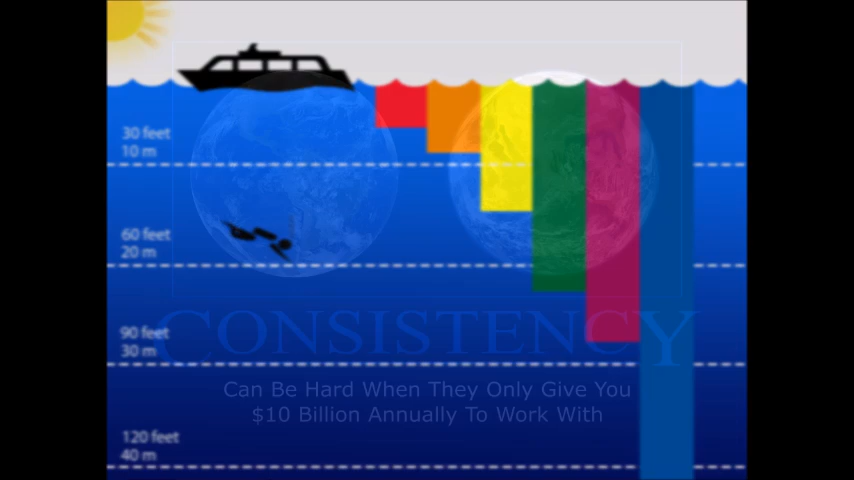 30 feet
10 m
60 feet
20 m
90 feet
30 m
120 feet
40 m
CONSISTENCY
Can Be Hard When They Only Give You
$10 Billion Annually To Work With